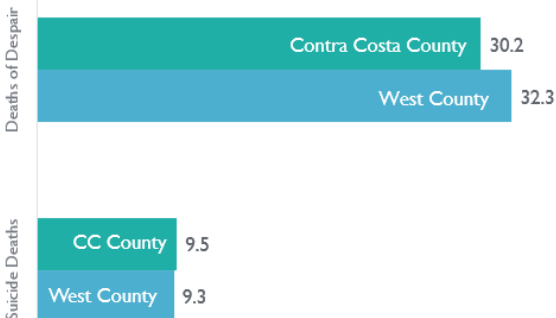 Deaths of Despair
Contra Costa County 30.2
West County 32.3
Suicide Deaths
CC County 9.5
West County 9.3